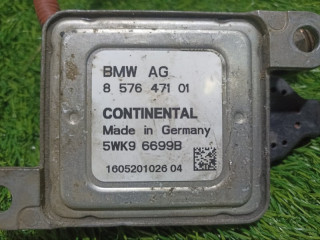 BMW AG
8 576 471 01
CONTINENTAL
Made in Germany
5WK9 6699B
1605201026 04